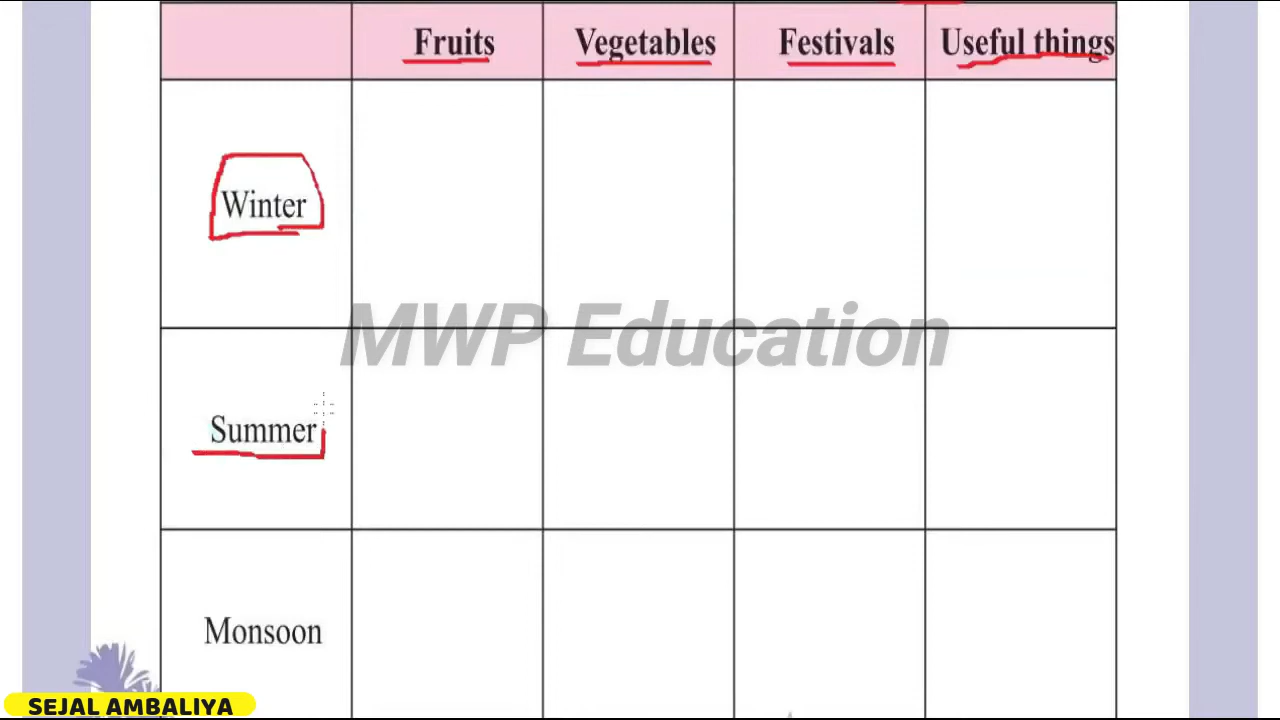 Fruits Vegetables Festivals Useful things
Winter
MWP Education
Summer
Monsoon
SEJAL AMBALIYA